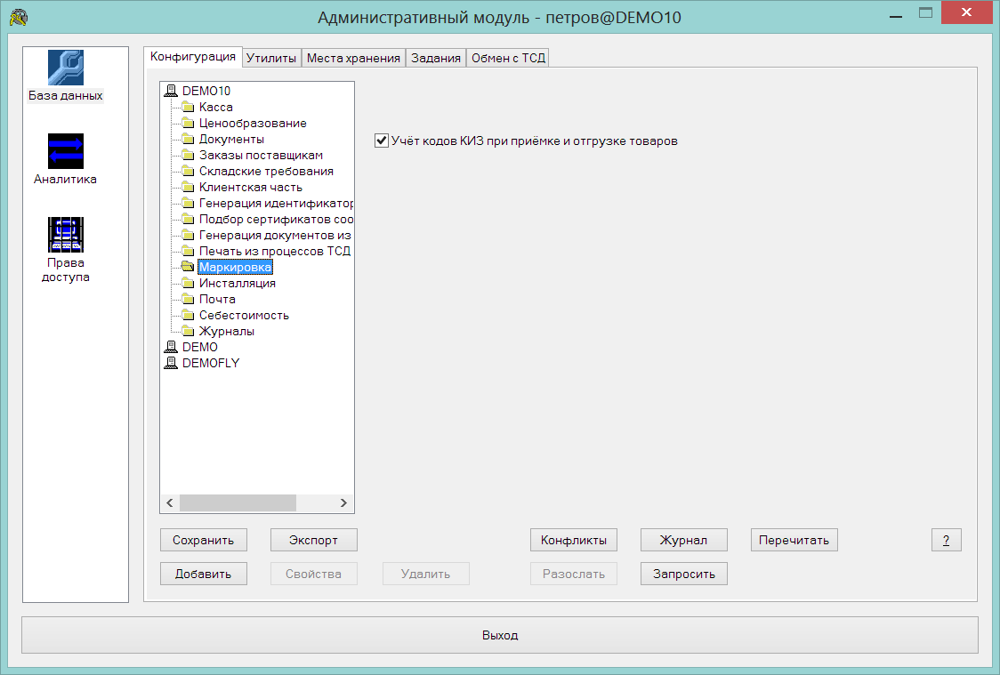 Административный модуль - петров@DEMO10
База данных
Аналитика
Права
доступа
Конфигурация Утилиты Места хранения Задания Обмен с ТСД
DEMO10
Касса
Ценообразование
Документы
Заказы поставщикам
Складские требования
Клиентская часть
Генерация идентификатор
Подбор сертификатов соо
Генерация документов из
Печать из процессов ТСД
Маркировка
Инсталляция
Почта
Себестоимость
Журналы
DEMO
DEMOFLY
Учёт кодов КИЗ при приёмке и отгрузке товаров
Сохранить Экспорт Конфликты Журнал Перечитать ?
Добавить Свойства Удалить Разослать Запросить
Выход